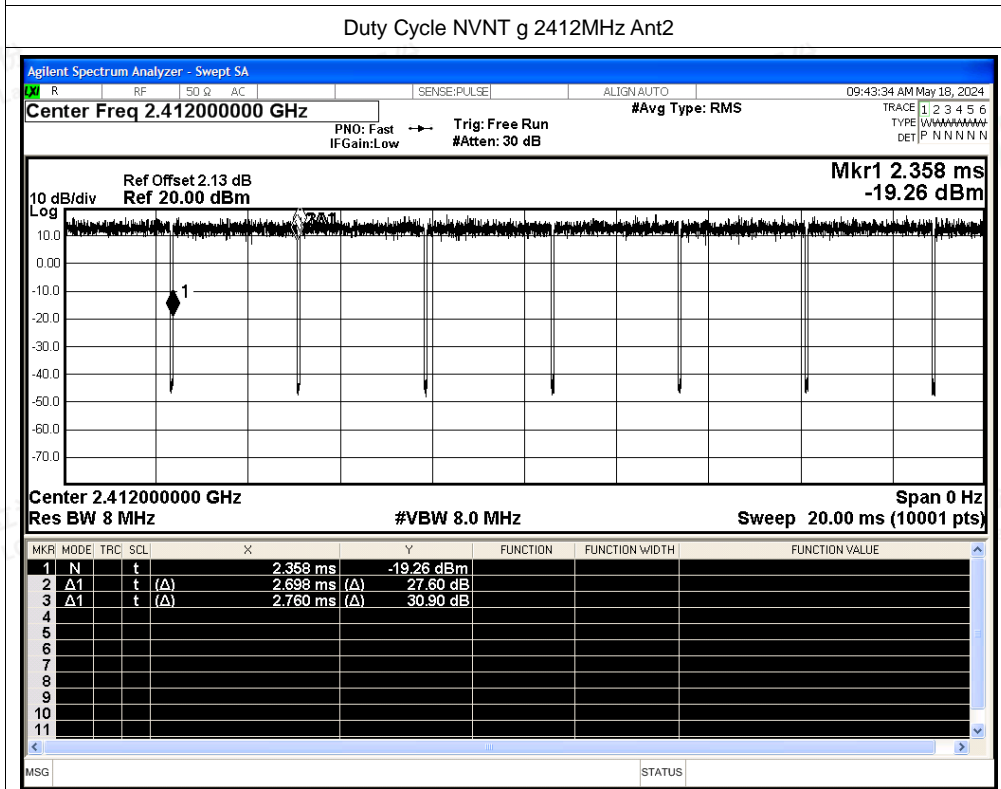 Duty Cycle NVNT g 2412MHz Ant2
Agilent Spectrum Analyzer - Swept SA
LXI R RF 50 Ω AC SENSE:PULSE ALIGN AUTO 09:43:34 AM May 18, 2024
Center Freq 2.412000000 GHz #Avg Type: RMS TRACE 1 2 3 4 5 6
PNO: Fast Trig: Free Run TYPE W
IFGain:Low #Atten: 30 dB DET P N N N N N
Mkr1 2.358 ms
Ref Offset 2.13 dB
10 dB/div Ref 20.00 dBm -19.26 dBm
Log
10.0
0.00
-10.0
1
-20.0
-30.0
-40.0
-50.0
-60.0
-70.0
Center 2.412000000 GHz Span 0 Hz
Res BW 8 MHz #VBW 8.0 MHz Sweep 20.00 ms (10001 pts)
MKR MODE TRC SCL X Y FUNCTION FUNCTION WIDTH FUNCTION VALUE
1 N t 2.358 ms -19.26 dBm
2 Δ1 t (Δ) 2.698 ms (Δ) 27.60 dB
3 Δ1 t (Δ) 2.760 ms (Δ) 30.90 dB
4
5
6
7
8
9
10
11
MSG STATUS